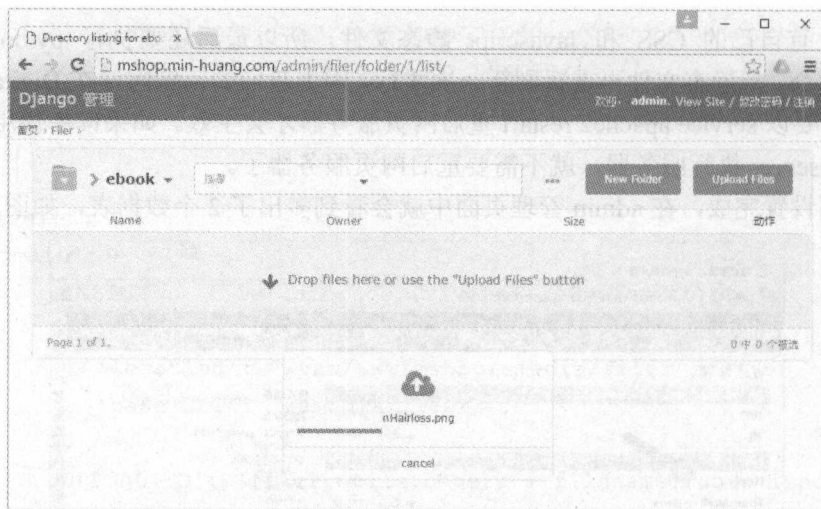 Directory listing for ebo
mshop.min-huang.com/admin/filer/folder/1/list/
Django 管理
欢迎，admin. View Site / 修改密码 / 注销
首页 › Filer ›
ebook
搜寻
New Folder
Upload Files
Name
Owner
Size
动作
Drop files here or use the "Upload Files" button
Page 1 of 1.
0 中 0 个被选
nHairloss.png
cancel